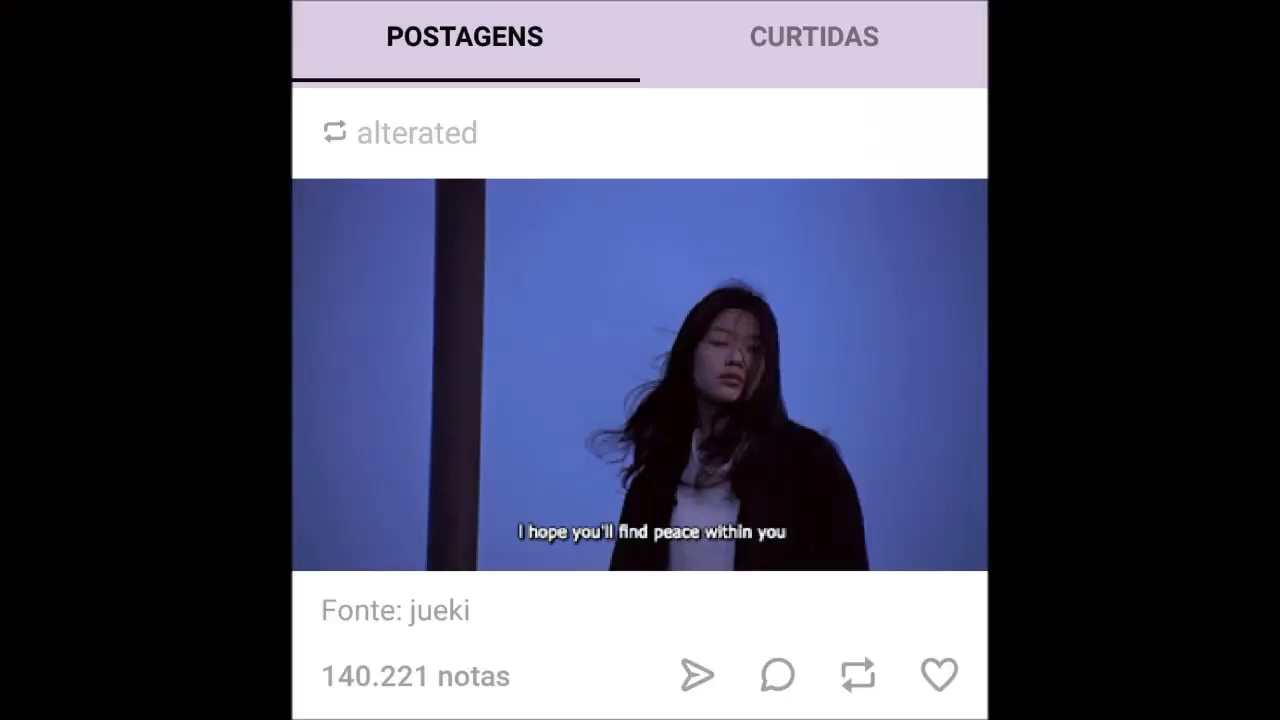 POSTAGENS CURTIDAS
alterated
I hope you'll find peace within you
Fonte: jueki
140.221 notas